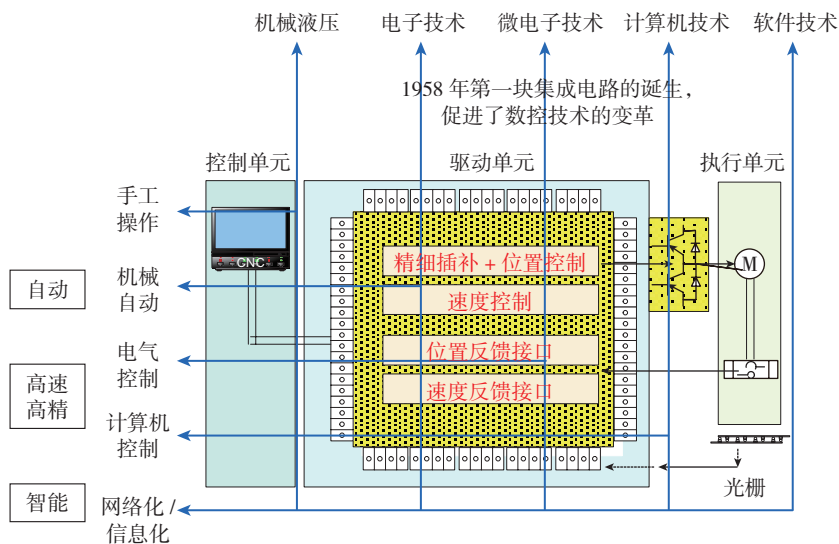 机械液压
电子技术
微电子技术
计算机技术
软件技术
1958 年第一块集成电路的诞生，
促进了数控技术的变革
控制单元
驱动单元
执行单元
手工
操作
CNC
精细插补 + 位置控制
M
机械
自动
自动
速度控制
电气
控制
位置反馈接口
高速
高精
速度反馈接口
计算机
控制
光栅
智能
网络化 /
信息化